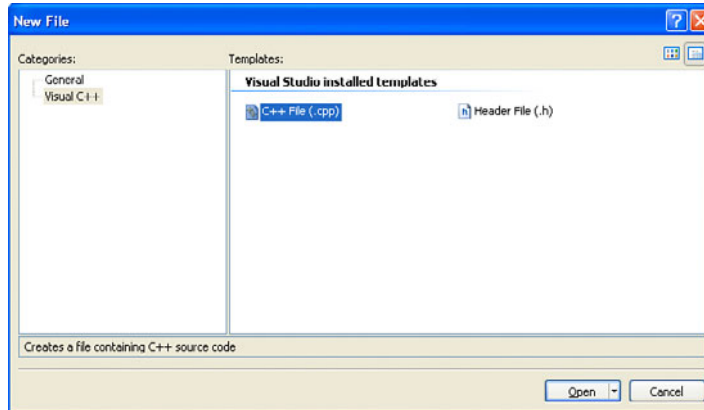 New File
Categories:
Templates:
General
Visual C++
Visual Studio installed templates
C++ File (.cpp)
Header File (.h)
Creates a file containing C++ source code
Open
Cancel